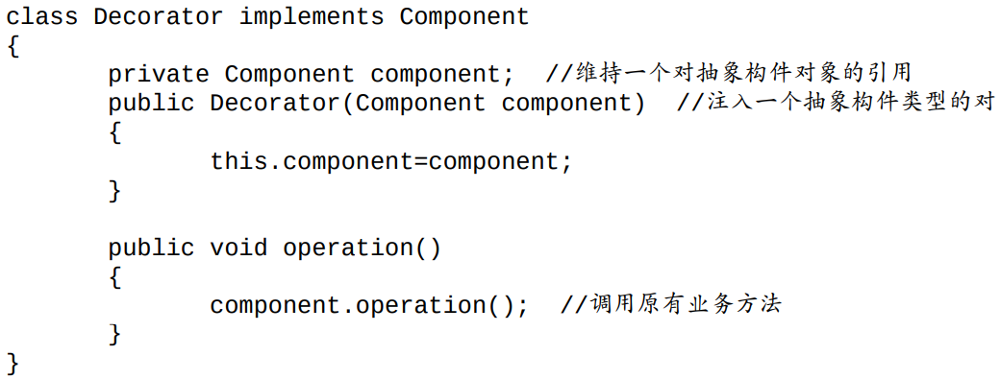 class Decorator implements Component
{
private Component component; //维持一个对抽象构件对象的引用
public Decorator(Component component) //注入一个抽象构件类型的对
{
this.component=component;
}
public void operation()
{
component.operation(); //调用原有业务方法
}
}